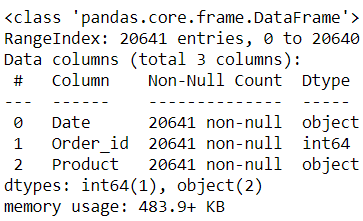 <class 'pandas.core.frame.DataFrame'>
RangeIndex: 20641 entries, 0 to 20640
Data columns (total 3 columns):
 #   Column    Non-Null Count  Dtype
---  ------    --------------  -----
 0   Date      20641 non-null  object
 1   Order_id  20641 non-null  int64
 2   Product   20641 non-null  object
dtypes: int64(1), object(2)
memory usage: 483.9+ KB